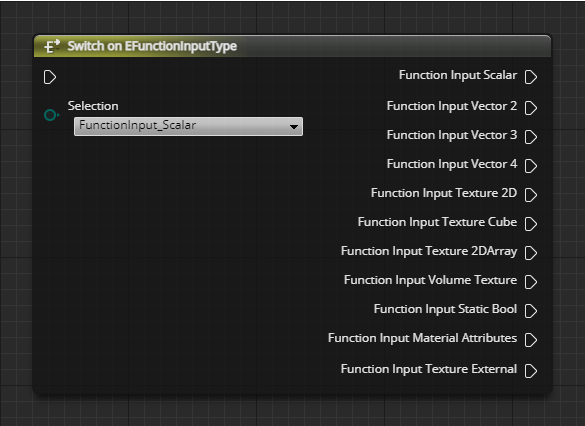 Switch on EFunctionInputType
Function Input Scalar
Selection
FunctionInput_Scalar
Function Input Vector 2
Function Input Vector 3
Function Input Vector 4
Function Input Texture 2D
Function Input Texture Cube
Function Input Texture 2DArray
Function Input Volume Texture
Function Input Static Bool
Function Input Material Attributes
Function Input Texture External